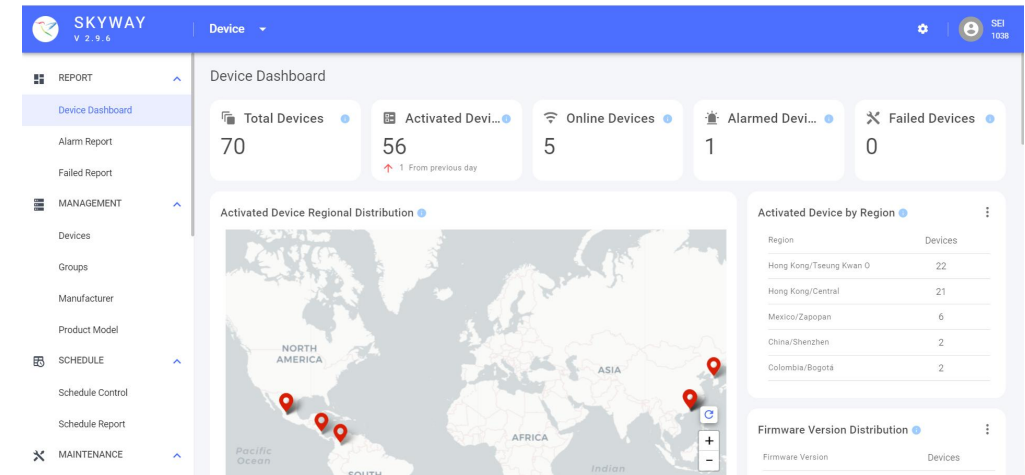 SKYWAY
V 2.9.6
Device
SEI
1038
REPORT
Device Dashboard
Alarm Report
Failed Report
MANAGEMENT
Devices
Groups
Manufacturer
Product Model
SCHEDULE
Schedule Control
Schedule Report
MAINTENANCE
Device Dashboard
Total Devices
70
Activated Devi...
56
1 From previous day
Online Devices
5
Alarmed Devi...
1
Failed Devices
0
Activated Device Regional Distribution
NORTH
AMERICA
ASIA
AFRICA
Pacific
Ocean
Indian
SOUTH
+
−
Activated Device by Region
Region Devices
Hong Kong/Tseung Kwan O 22
Hong Kong/Central 21
Mexico/Zapopan 6
China/Shenzhen 2
Colombia/Bogotá 2
Firmware Version Distribution
Firmware Version Devices